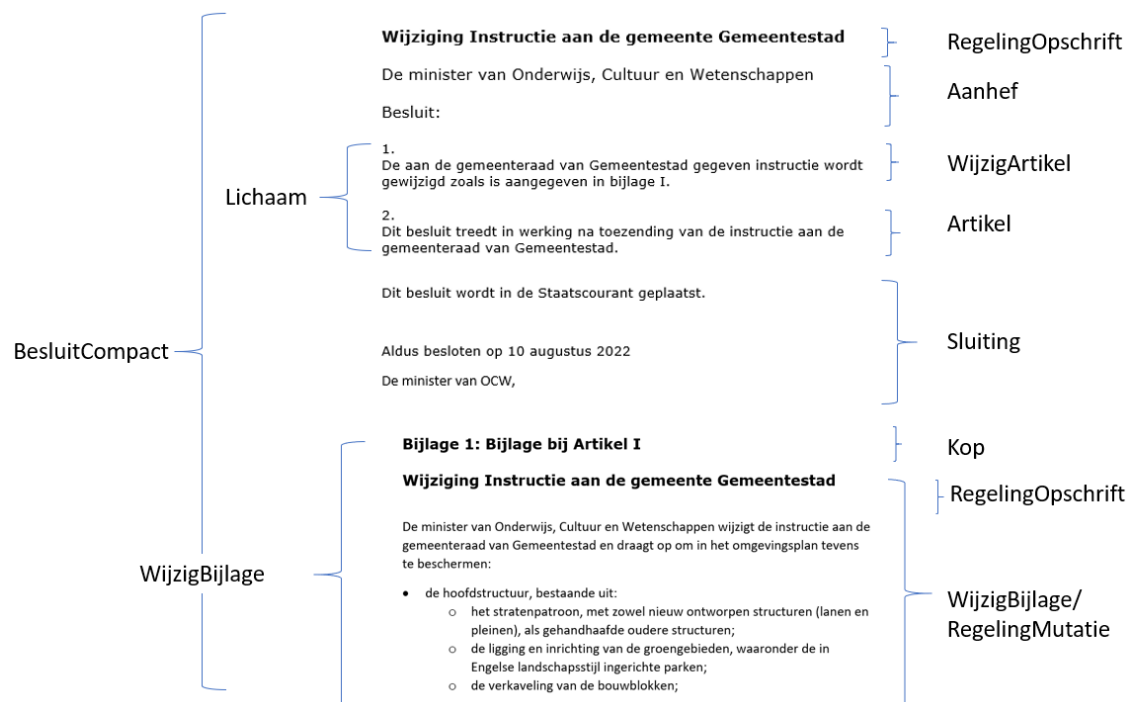 Wijziging Instructie aan de gemeente Gemeentestad
RegelingOpschrift
De minister van Onderwijs, Cultuur en Wetenschappen
Aanhef
Besluit:
1.
De aan de gemeenteraad van Gemeentestad gegeven instructie wordt
gewijzigd zoals is aangegeven in bijlage I.
WijzigArtikel
Lichaam
2.
Dit besluit treedt in werking na toezending van de instructie aan de
gemeenteraad van Gemeentestad.
Artikel
Dit besluit wordt in de Staatscourant geplaatst.
Sluiting
BesluitCompact
Aldus besloten op 10 augustus 2022
De minister van OCW,
Bijlage 1: Bijlage bij Artikel I
Kop
Wijziging Instructie aan de gemeente Gemeentestad
RegelingOpschrift
De minister van Onderwijs, Cultuur en Wetenschappen wijzigt de instructie aan de
gemeenteraad van Gemeentestad en draagt op om in het omgevingsplan tevens
te beschermen:
WijzigBijlage
• de hoofdstructuur, bestaande uit:
o het stratenpatroon, met zowel nieuw ontworpen structuren (lanen en
pleinen), als gehandhaafde oudere structuren;
o de ligging en inrichting van de groengebieden, waaronder de in
Engelse landschapsstijl ingerichte parken;
o de verkaveling van de bouwblokken;
WijzigBijlage/
RegelingMutatie